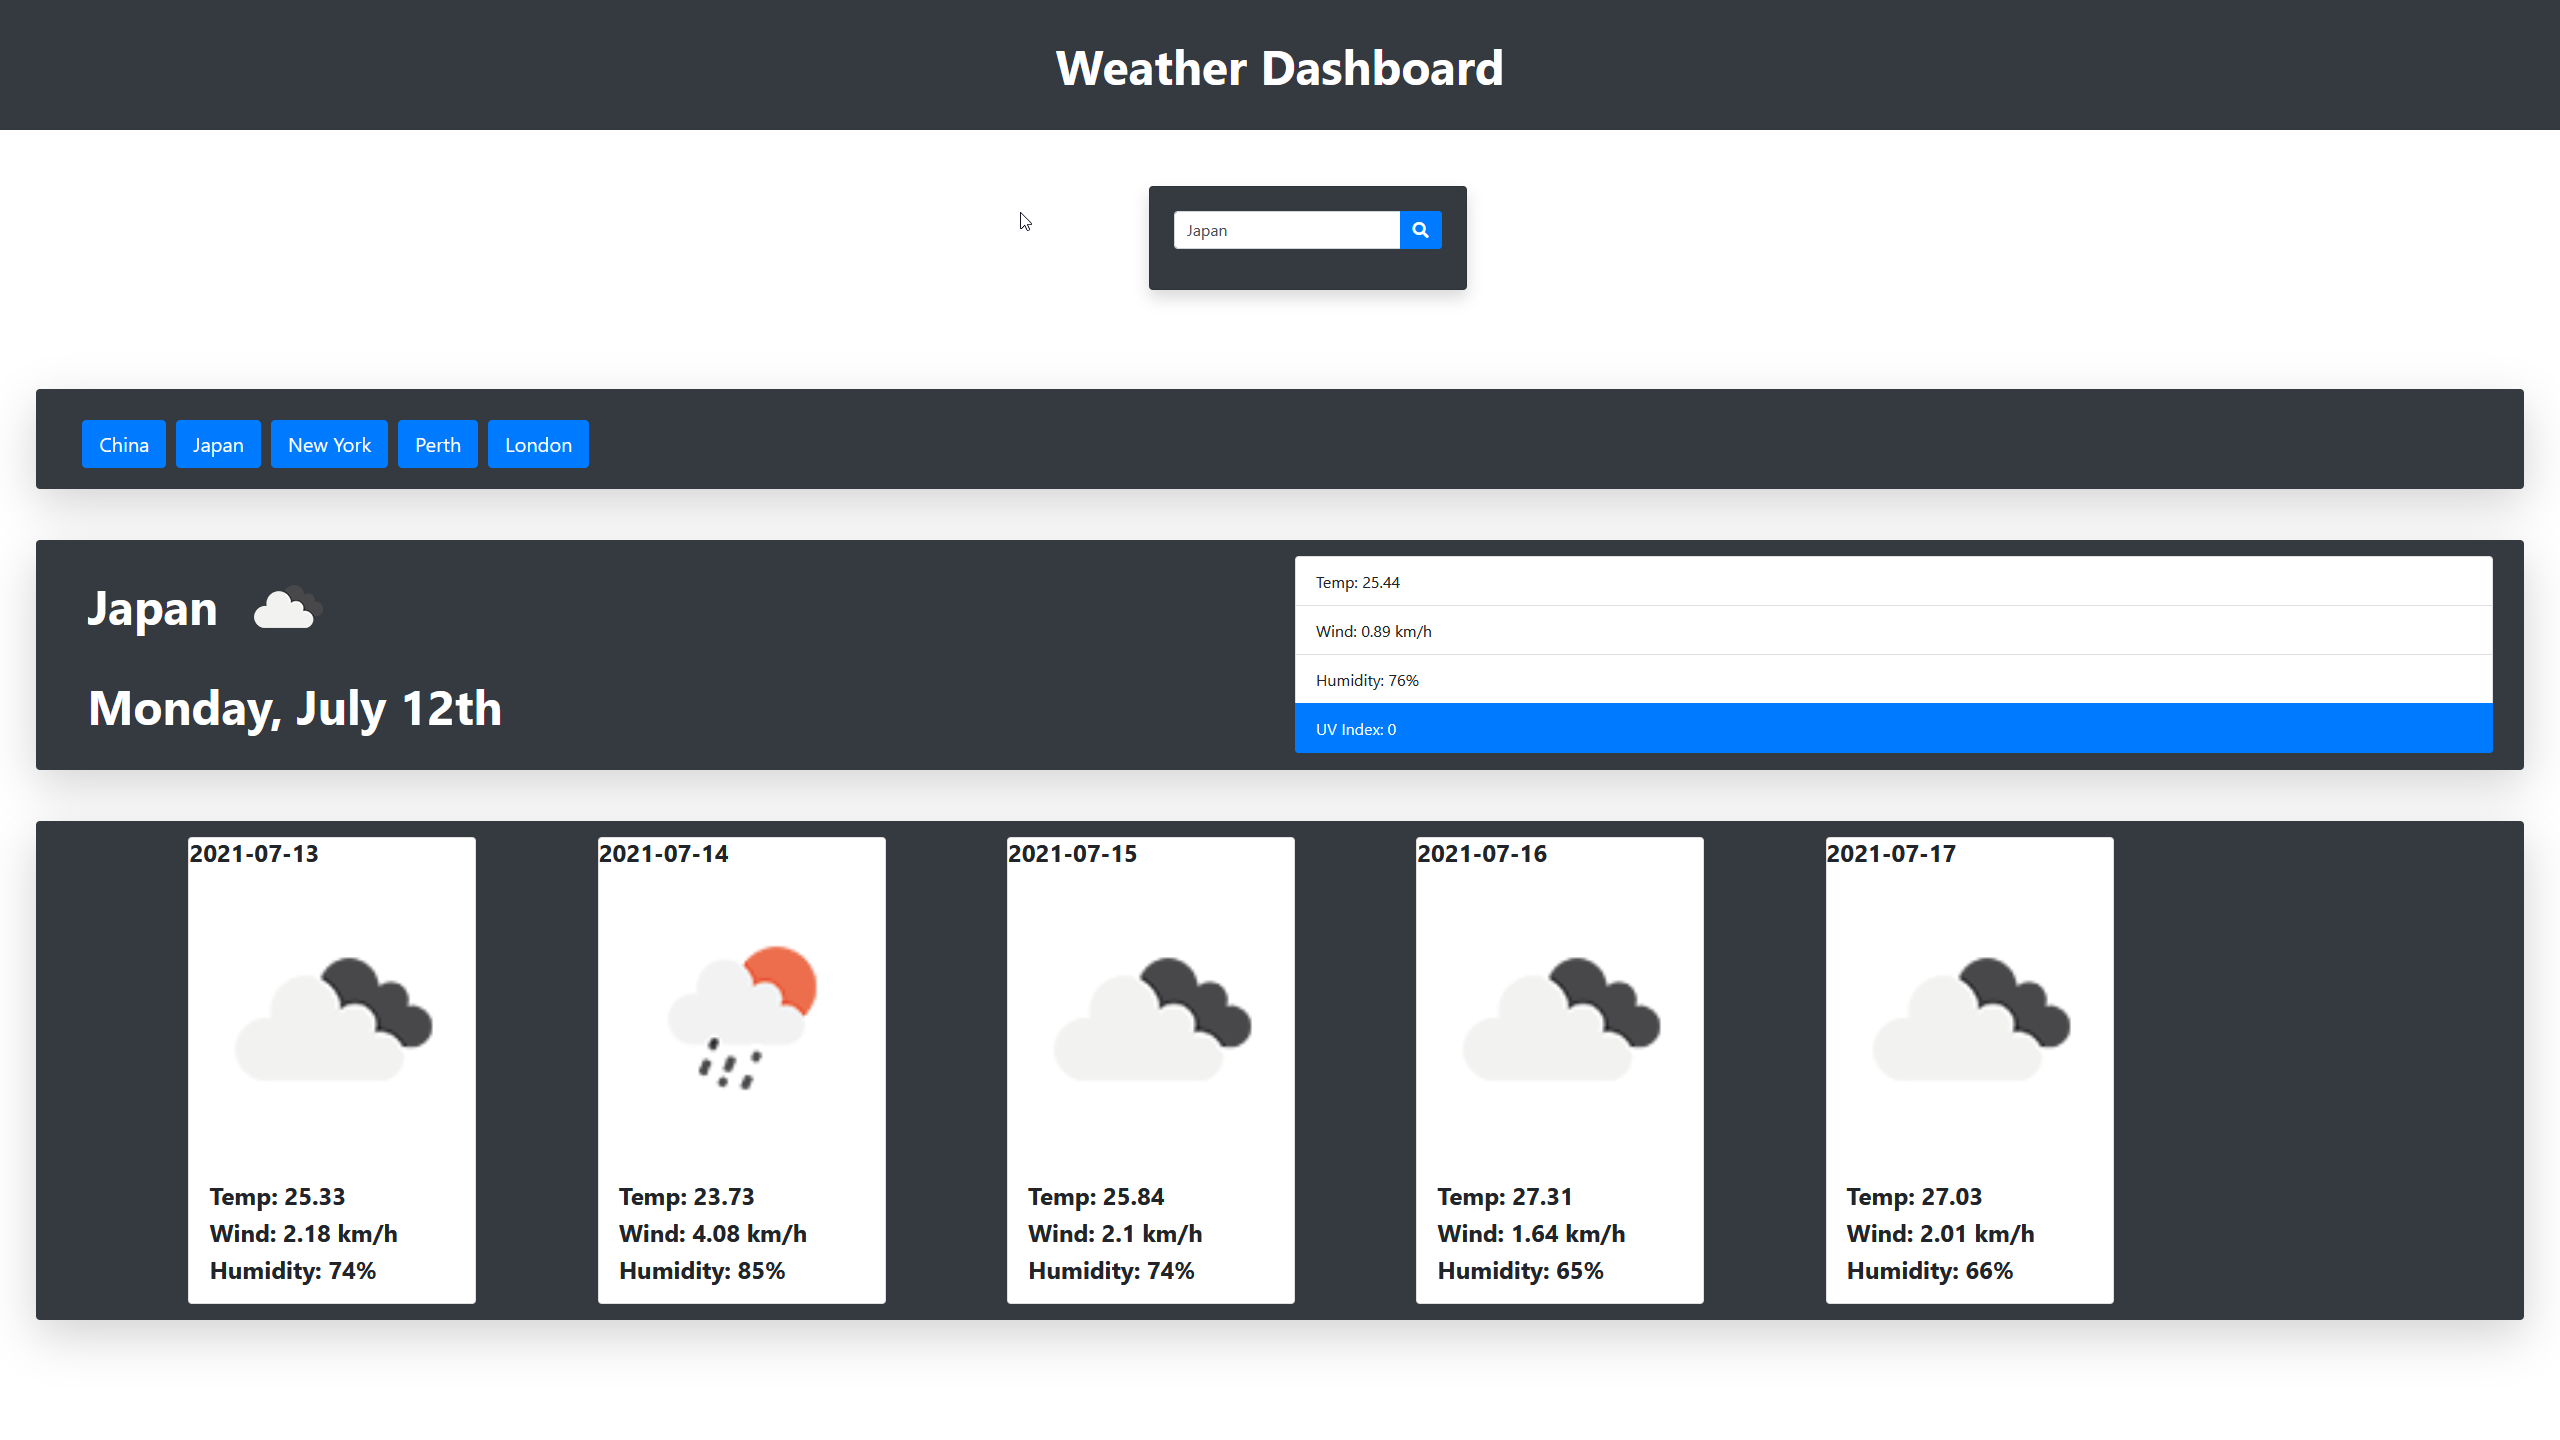 Weather Dashboard
Japan
China Japan New York Perth London
Japan
Monday, July 12th
Temp: 25.44
Wind: 0.89 km/h
Humidity: 76%
UV Index: 0
2021-07-13
Temp: 25.33
Wind: 2.18 km/h
Humidity: 74%
2021-07-14
Temp: 23.73
Wind: 4.08 km/h
Humidity: 85%
2021-07-15
Temp: 25.84
Wind: 2.1 km/h
Humidity: 74%
2021-07-16
Temp: 27.31
Wind: 1.64 km/h
Humidity: 65%
2021-07-17
Temp: 27.03
Wind: 2.01 km/h
Humidity: 66%